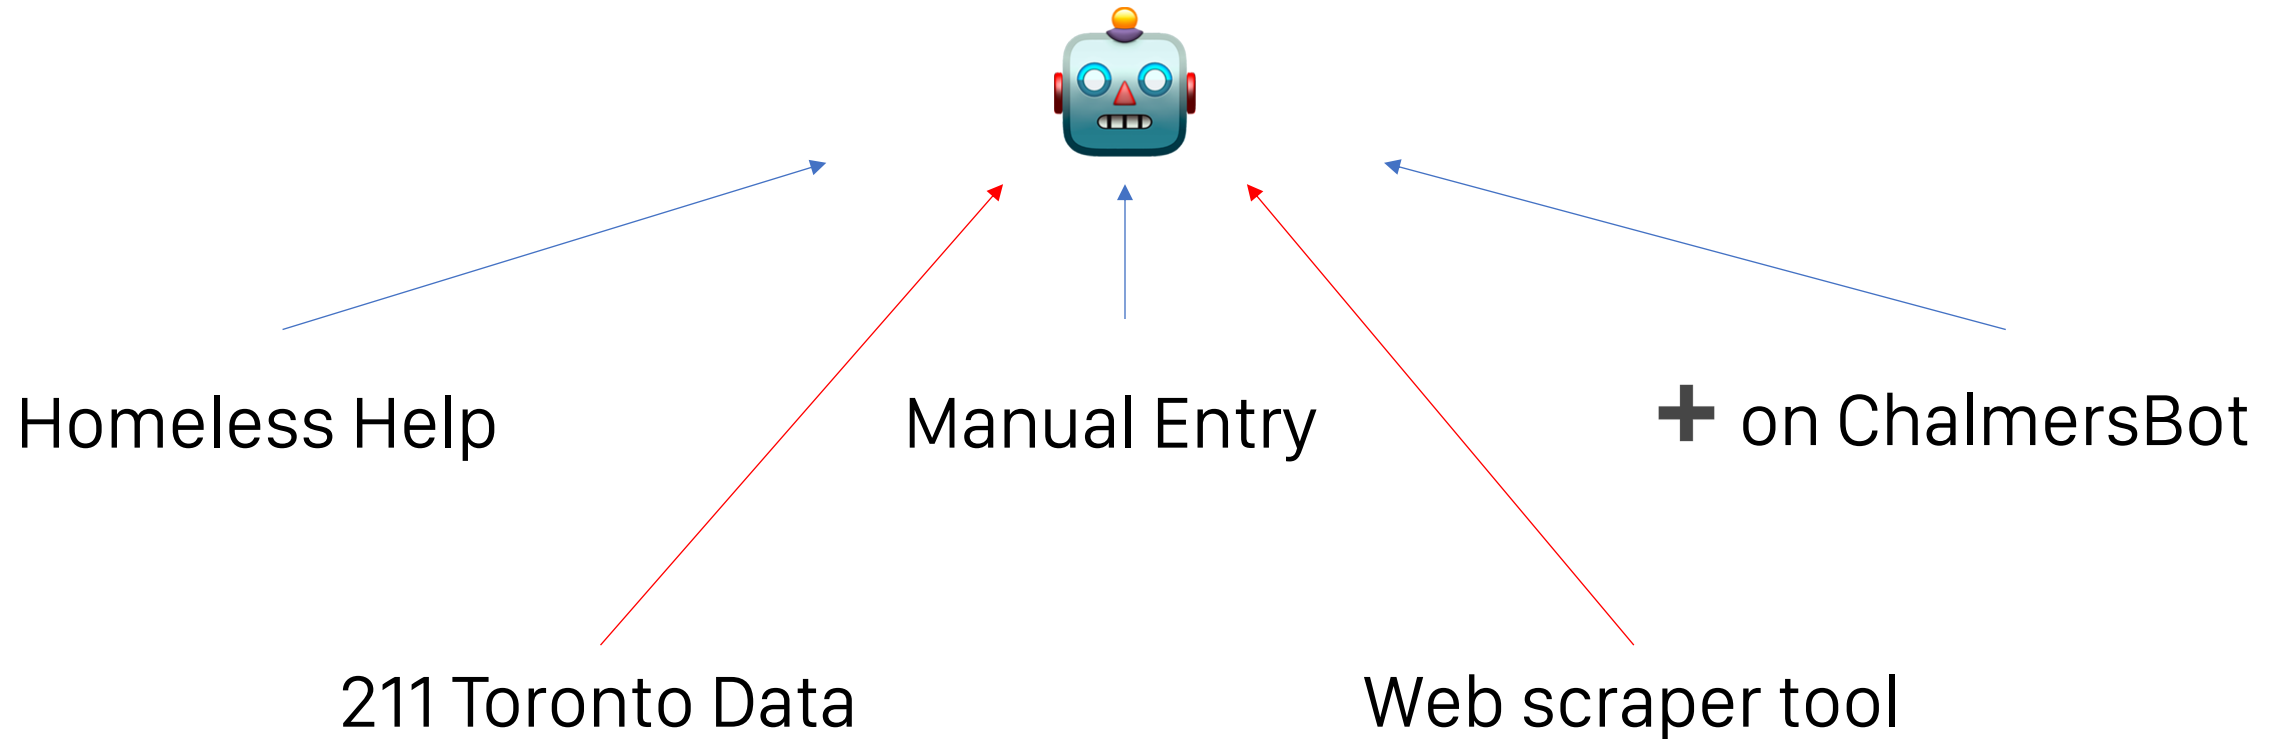 Homeless Help
Manual Entry
➕ on ChalmersBot
211 Toronto Data
Web scraper tool